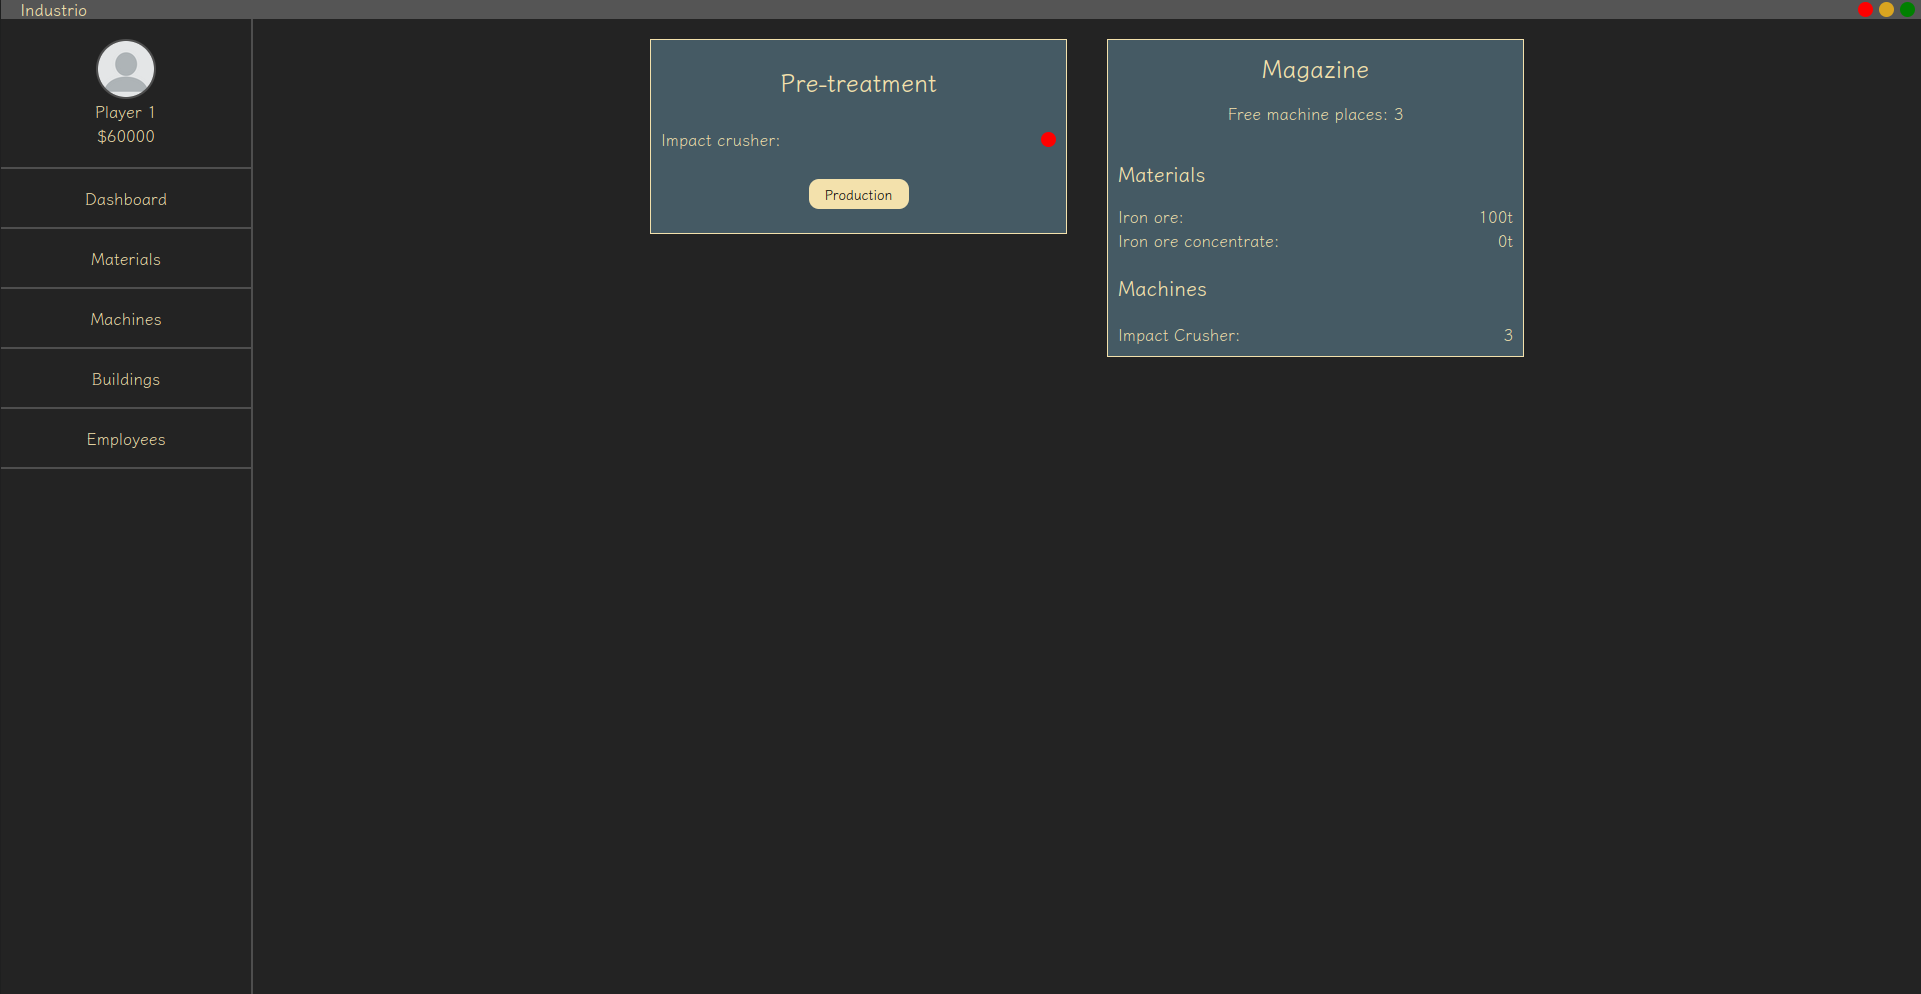 Industrio
Player 1
$60000
Dashboard
Materials
Machines
Buildings
Employees
Pre-treatment
Impact crusher:
Production
Magazine
Free machine places: 3
Materials
Iron ore: 100t
Iron ore concentrate: 0t
Machines
Impact Crusher: 3